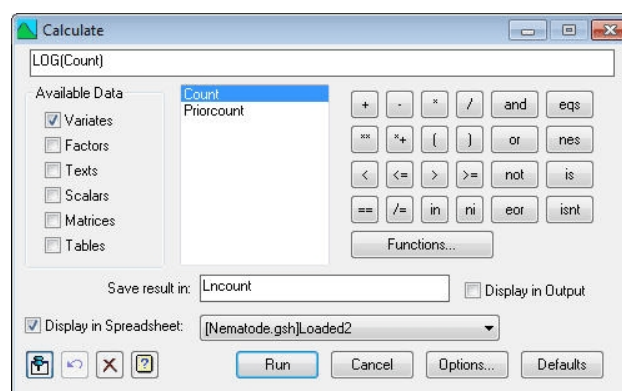 Calculate
LOG(Count)
Available Data
Variates
Factors
Texts
Scalars
Matrices
Tables
Count
Priorcount
+ - * / and eqs
** *+ ( ) or nes
< <= > >= not is
== /= in ni eor isnt
Functions...
Save result in: Lncount Display in Output
Display in Spreadsheet: [Nematode.gsh]Loaded2
? Run Cancel Options... Defaults